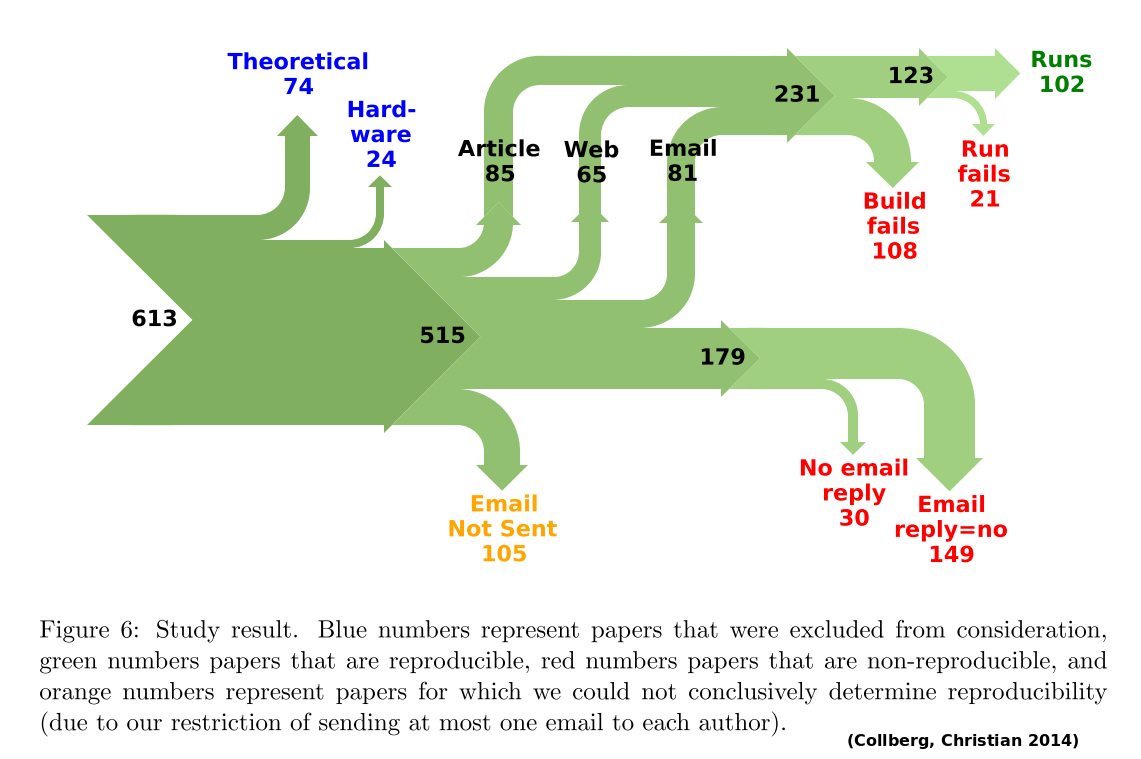 Theoretical
74
Hard-
ware
24
Article
85
Web
65
Email
81
231
123
Runs
102
Run
fails
21
Build
fails
108
613
515
179
No email
reply
30
Email
reply=no
149
Email
Not Sent
105
Figure 6: Study result. Blue numbers represent papers that were excluded from consideration,
green numbers papers that are reproducible, red numbers papers that are non-reproducible, and
orange numbers represent papers for which we could not conclusively determine reproducibility
(due to our restriction of sending at most one email to each author).
(Collberg, Christian 2014)